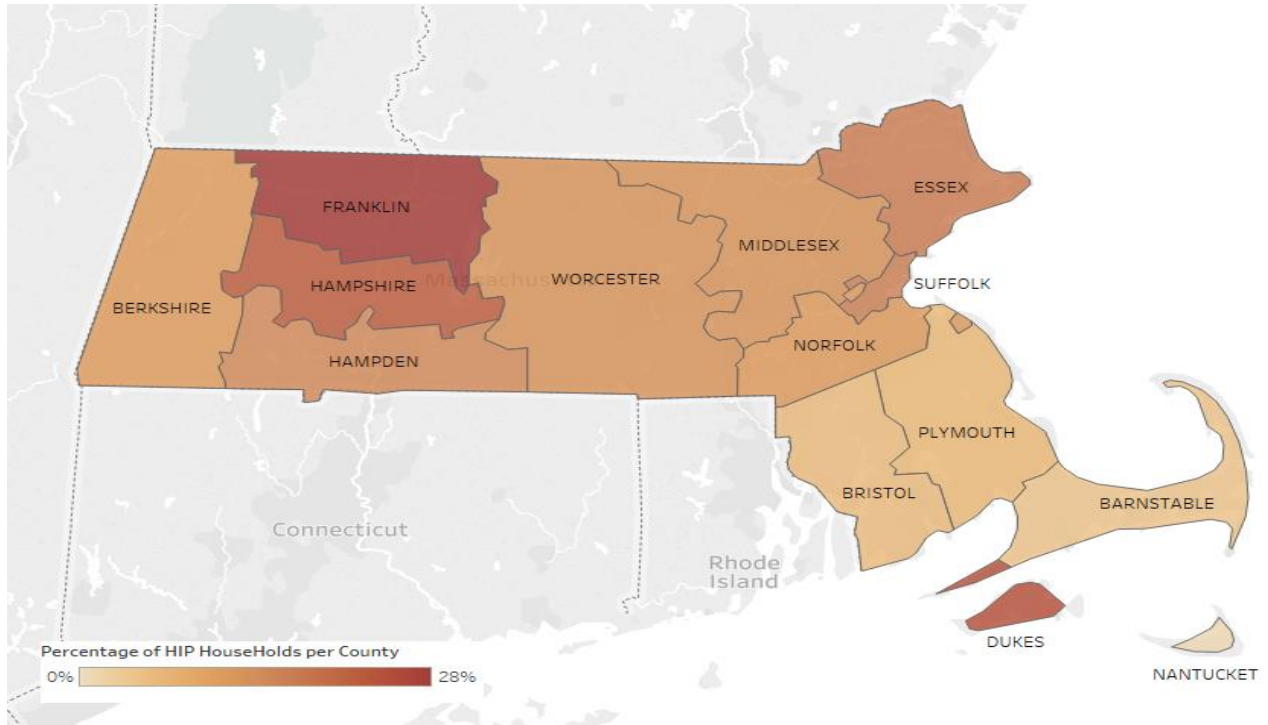 ESSEX
FRANKLIN
MIDDLESEX
Massachus
WORCESTER
HAMPSHIRE
SUFFOLK
BERKSHIRE
NORFOLK
HAMPDEN
PLYMOUTH
BRISTOL
BARNSTABLE
Connecticut
Rhode
Island
DUKES
NANTUCKET
Percentage of HIP HouseHolds per County
0% 28%